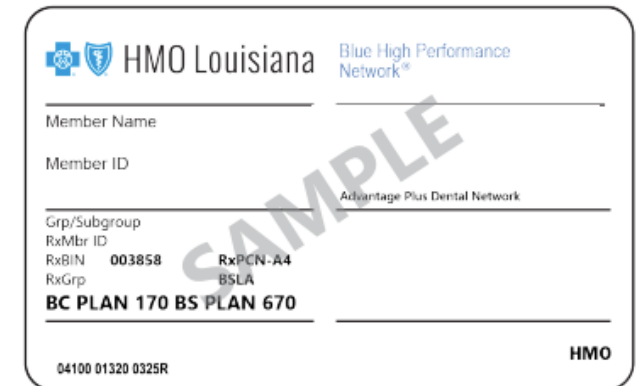 HMO Louisiana
Blue High Performance
Network®
Member Name
Member ID
Advantage Plus Dental Network
SAMPLE
Grp/Subgroup
RxMbr ID
RxBIN 003858 RxPCN-A4
RxGrp BSLA
BC PLAN 170 BS PLAN 670
HMO
04100 01320 0325R